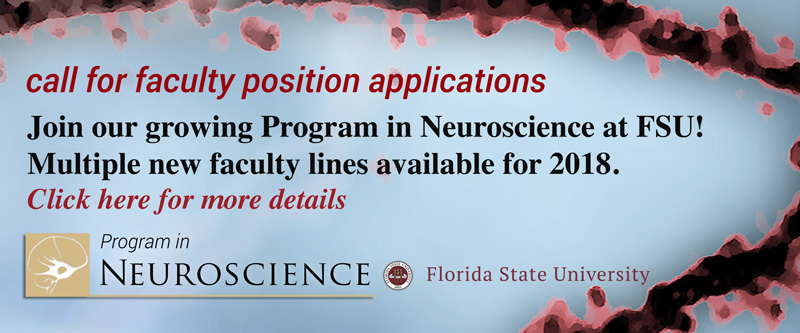 call for faculty position applications
Join our growing Program in Neuroscience at FSU!
Multiple new faculty lines available for 2018.
Click here for more details
Program in
NEUROSCIENCE
Florida State University